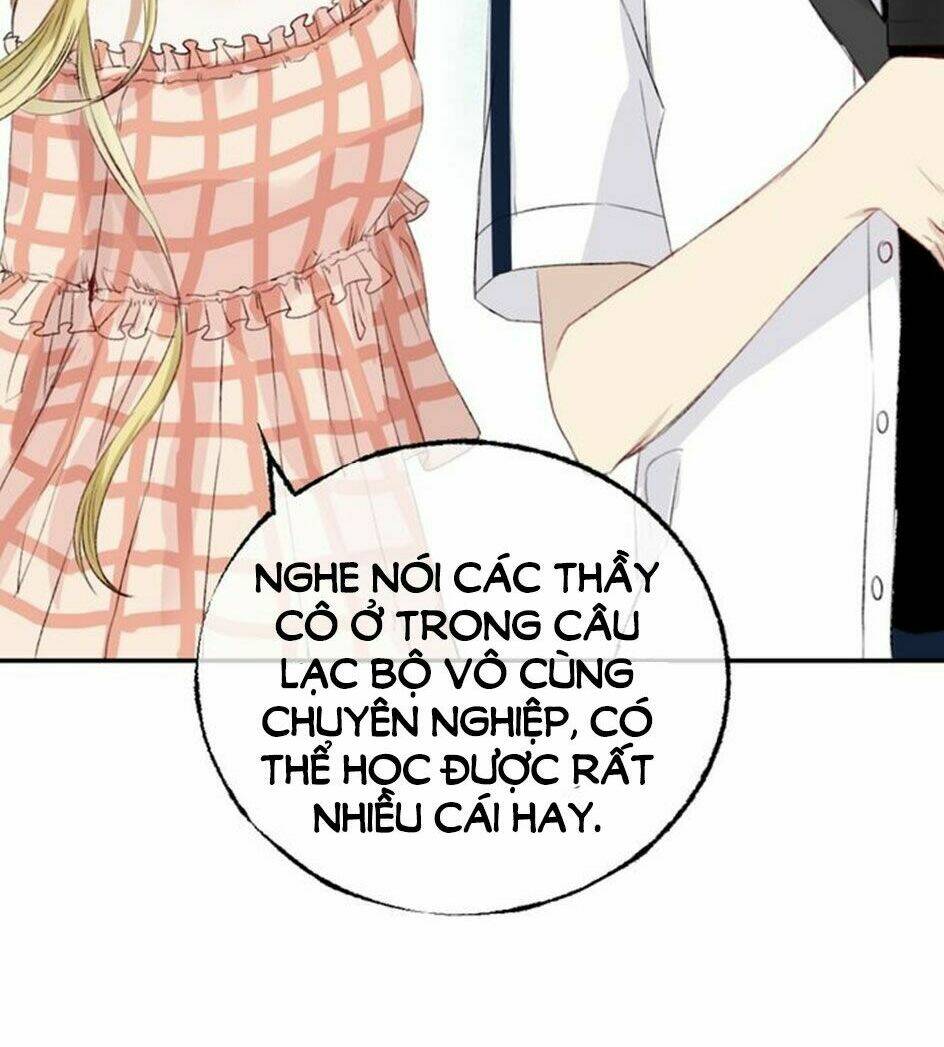 NGHE NÓI CÁC THẦY
CÔ Ở TRONG CÂU
LẠC BỘ VÔ CÙNG
CHUYÊN NGHIỆP, CÓ
THỂ HỌC ĐƯỢC RẤT
NHIỀU CÁI HAY.